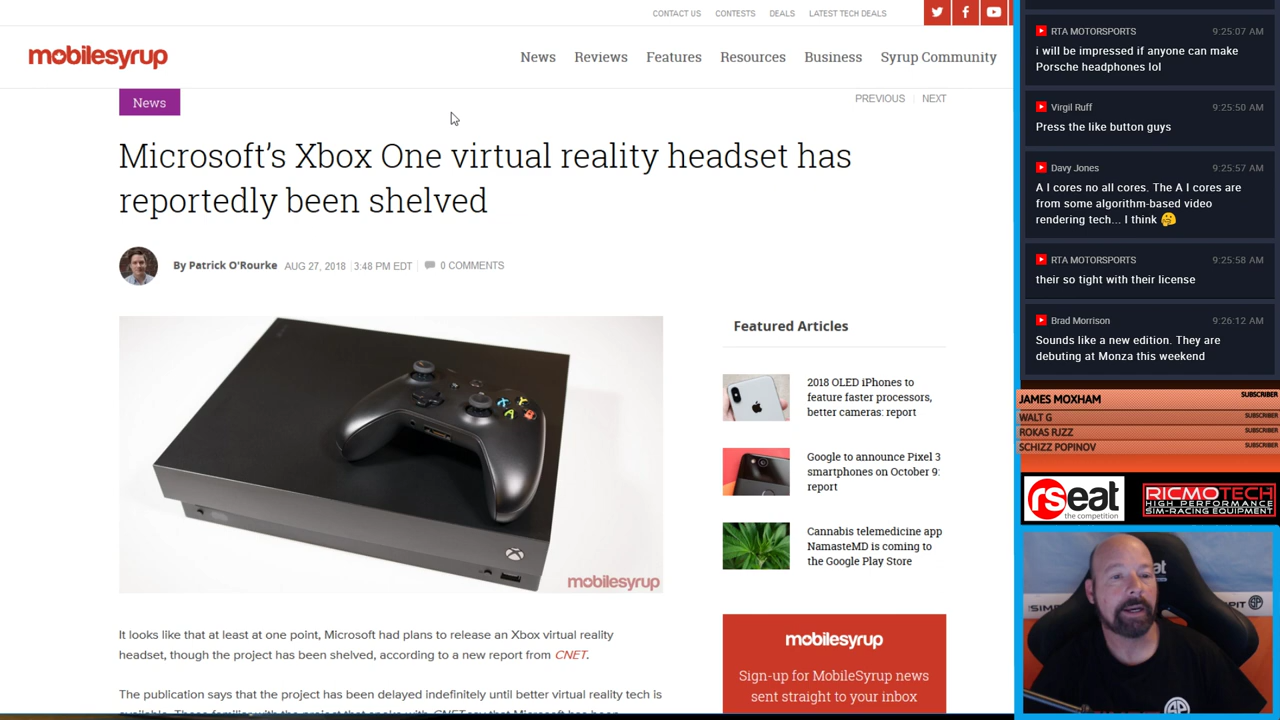 CONTACT US CONTESTS DEALS LATEST TECH DEALS
mobilesyrup
News Reviews Features Resources Business Syrup Community
News
PREVIOUS NEXT
Microsoft's Xbox One virtual reality headset has
reportedly been shelved
By Patrick O'Rourke AUG 27, 2018 3:48 PM EDT 0 COMMENTS
mobilesyrup
It looks like that at least at one point, Microsoft had plans to release an Xbox virtual reality
headset, though the project has been shelved, according to a new report from CNET.
The publication says that the project has been delayed indefinitely until better virtual reality tech is
Featured Articles
2018 OLED iPhones to
feature faster processors,
better cameras: report
Google to announce Pixel 3
smartphones on October 9:
report
Cannabis telemedicine app
NamasteMD is coming to
the Google Play Store
mobilesyrup
Sign-up for MobileSyrup news
sent straight to your inbox
RTA MOTORSPORTS 9:25:07 AM
i will be impressed if anyone can make
Porsche headphones lol
Virgil Ruff 9:25:50 AM
Press the like button guys
Davy Jones 9:25:57 AM
A I cores no all cores. The A I cores are
from some algorithm-based video
rendering tech... I think 🤔
RTA MOTORSPORTS 9:25:58 AM
their so tight with their license
Brad Morrison 9:26:12 AM
Sounds like a new edition. They are
debuting at Monza this weekend
JAMES MOXHAM SUBSCRIBER
WALT G SUBSCRIBER
ROKAS RJZZ SUBSCRIBER
SCHIZZ POPINOV SUBSCRIBER
rseat
the competition
RICMOTECH
HIGH PERFORMANCE
SIM-RACING EQUIPMENT